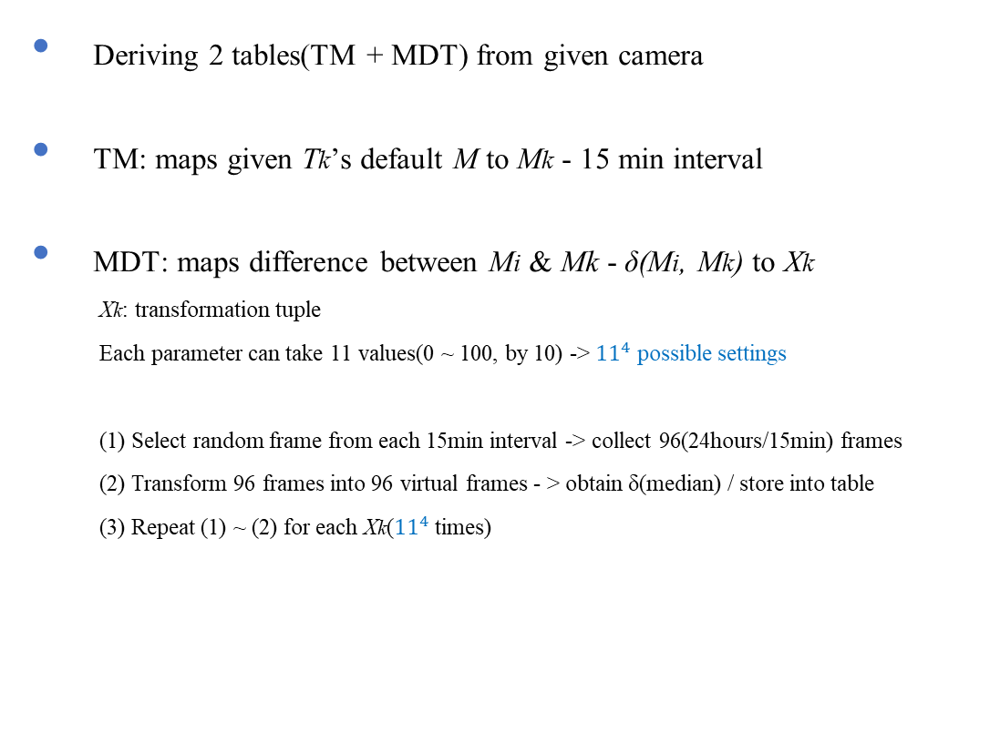 • Deriving 2 tables(TM + MDT) from given camera
• TM: maps given Tk's default M to Mk - 15 min interval
• MDT: maps difference between Mi & Mk - δ(Mi, Mk) to Xk
Xk: transformation tuple
Each parameter can take 11 values(0 ~ 100, by 10) -> 11⁴ possible settings
(1) Select random frame from each 15min interval -> collect 96(24hours/15min) frames
(2) Transform 96 frames into 96 virtual frames - > obtain δ(median) / store into table
(3) Repeat (1) ~ (2) for each Xk(11⁴ times)